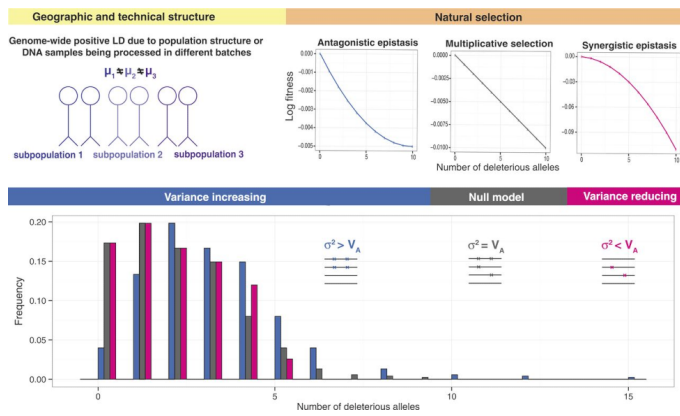 Geographic and technical structure
Natural selection
Genome-wide positive LD due to population structure or
DNA samples being processed in different batches
μ₁ ≠ μ₂ ≠ μ₃
subpopulation 1
subpopulation 2
subpopulation 3
Antagonistic epistasis
Multiplicative selection
Synergistic epistasis
Log fitness
0.000
-0.001
-0.002
-0.003
-0.004
-0.005
0
5
10
0.0000
-0.0025
-0.0050
-0.0075
-0.0100
0
5
10
0.00
-0.03
-0.06
-0.09
0
5
10
Number of deleterious alleles
Variance increasing
Null model
Variance reducing
Frequency
0.20
0.15
0.10
0.05
0.00
σ² > V_A
σ² = V_A
σ² < V_A
0
5
10
15
Number of deleterious alleles